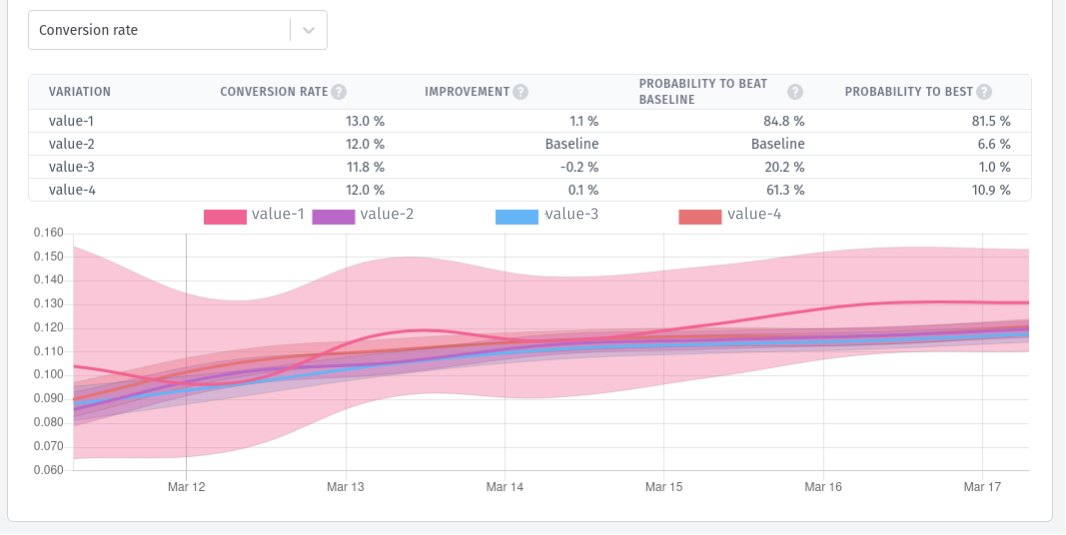 Conversion rate
VARIATION CONVERSION RATE ? IMPROVEMENT ? PROBABILITY TO BEAT BASELINE ? PROBABILITY TO BEST ?
value-1 13.0 % 1.1 % 84.8 % 81.5 %
value-2 12.0 % Baseline Baseline 6.6 %
value-3 11.8 % -0.2 % 20.2 % 1.0 %
value-4 12.0 % 0.1 % 61.3 % 10.9 %
value-1 value-2 value-3 value-4
0.160
0.150
0.140
0.130
0.120
0.110
0.100
0.090
0.080
0.070
0.060
Mar 12 Mar 13 Mar 14 Mar 15 Mar 16 Mar 17